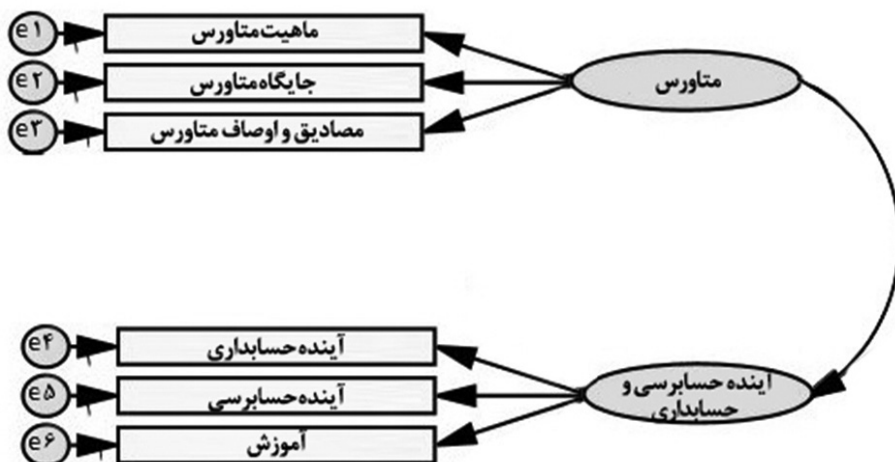 e۱
ماهیت متاورس
e۲
جایگاه متاورس
متاورس
e۳
مصادیق و اوصاف متاورس
e۴
آینده حسابداری
e۵
آینده حسابرسی
آینده حسابرسی و
حسابداری
e۶
آموزش